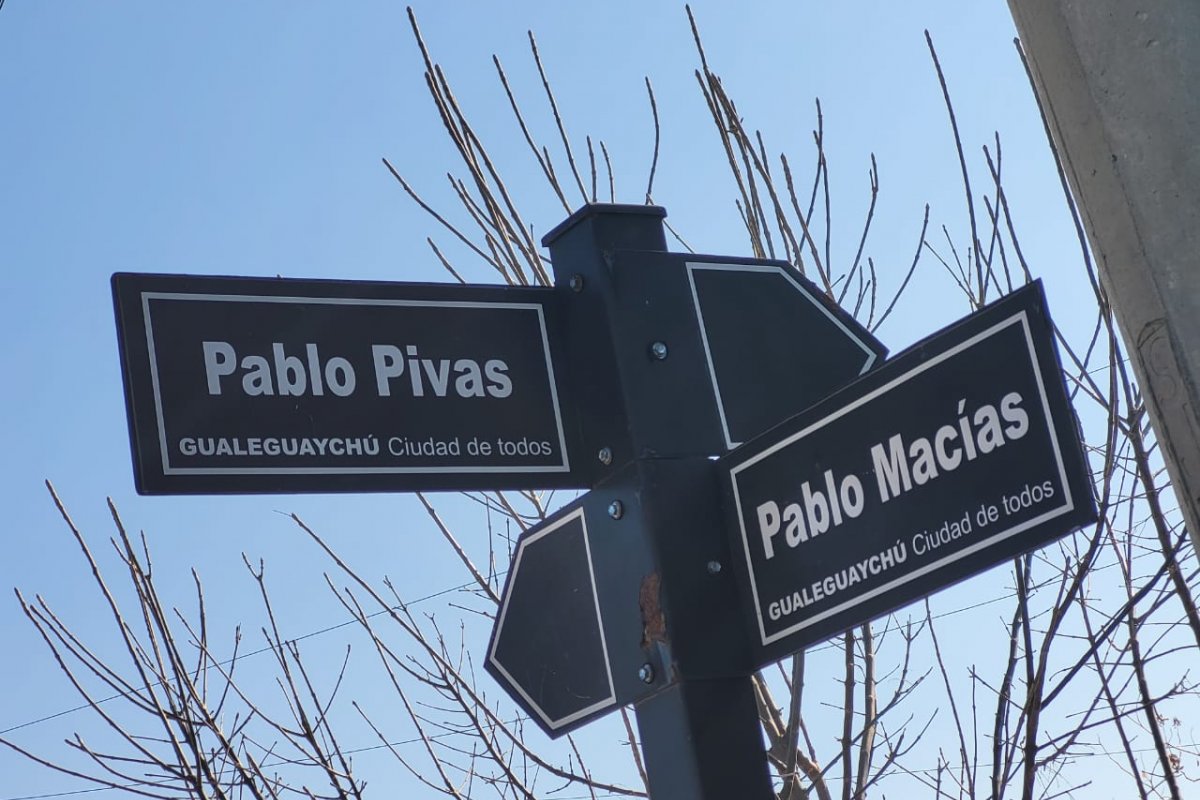 Pablo Pivas
GUALEGUAYCHÚ Ciudad de todos
Pablo Macías
GUALEGUAYCHÚ Ciudad de todos